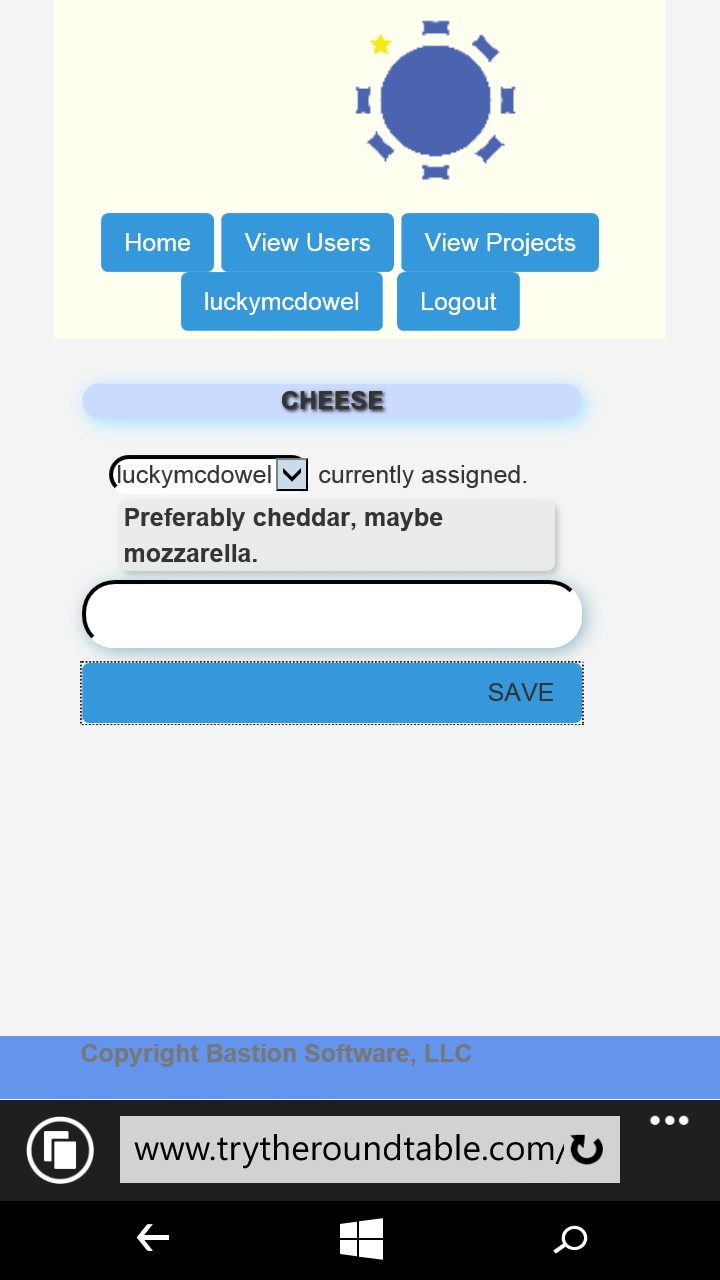 Home View Users View Projects
luckymcdowel Logout
CHEESE
luckymcdowel currently assigned.
Preferably cheddar, maybe
mozzarella.
SAVE
Copyright Bastion Software, LLC
www.trytheroundtable.com/